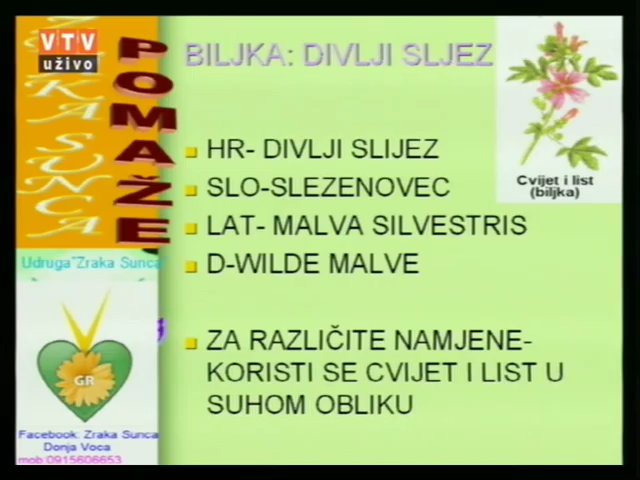 VTV
uživo
ZRAKA SUNCA
POMAŽE
BILJKA: DIVLJI SLJEZ
HR- DIVLJI SLIJEZ
SLO-SLEZENOVEC
LAT- MALVA SILVESTRIS
D-WILDE MALVE
ZA RAZLIČITE NAMJENE-
KORISTI SE CVIJET I LIST U
SUHOM OBLIKU
Cvijet i list
(biljka)
Udruga"Zraka Sunca
GR
Facebook: Zraka Sunca
Donja Voca
mob:0915606653